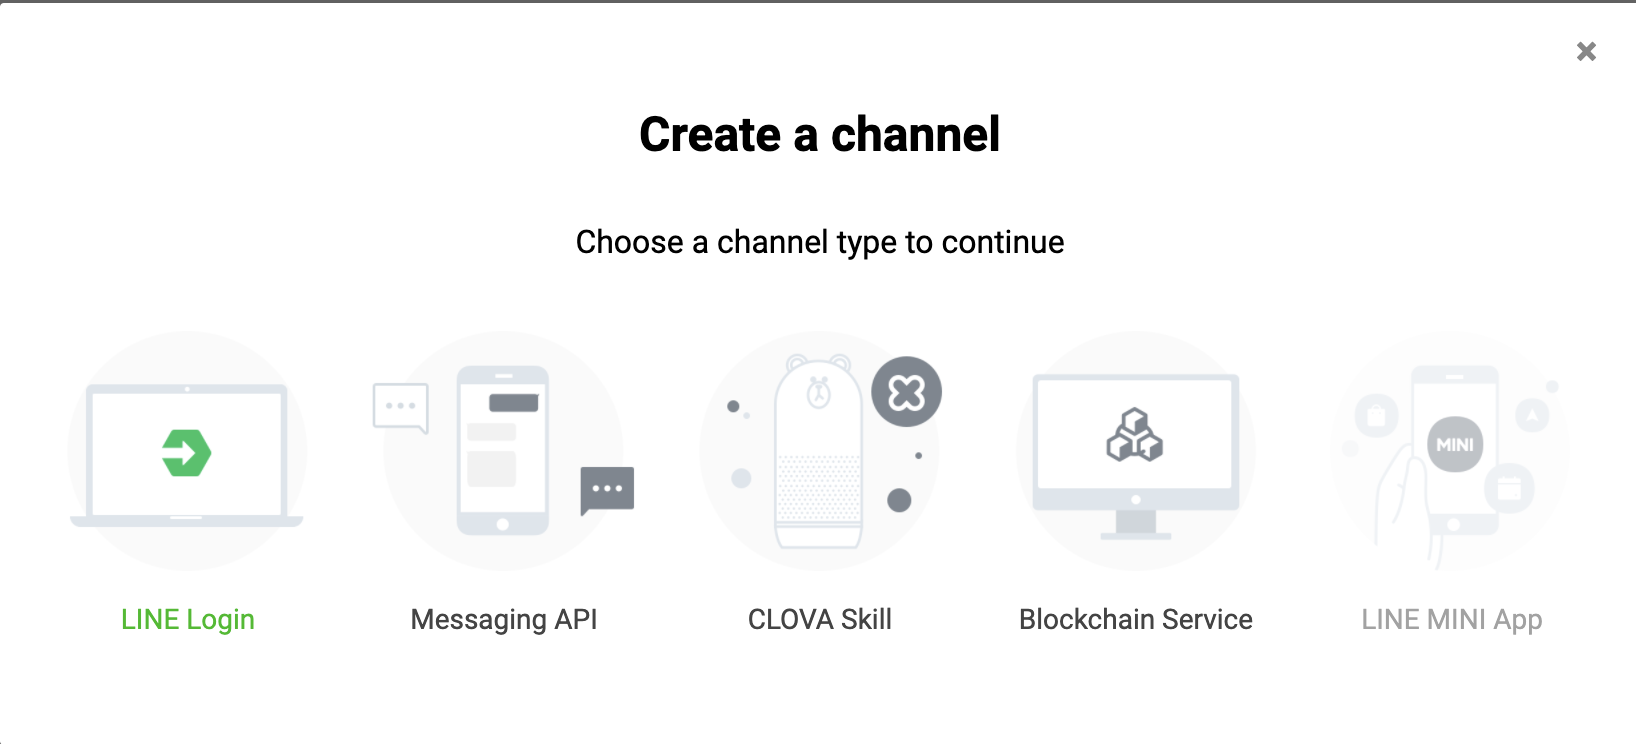 Create a channel
Choose a channel type to continue
MINI
LINE Login
Messaging API
CLOVA Skill
Blockchain Service
LINE MINI App